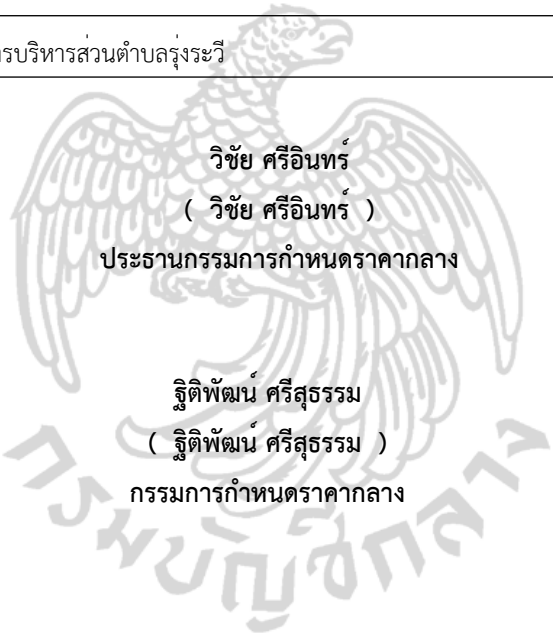 รบริหารส่วนตำบลรุ่งระวี
วิชัย ศรีอินทร์
( วิชัย ศรีอินทร์ )
ประธานกรรมการกำหนดราคากลาง
ฐิติพัฒน์ ศรีสุธรรม
( ฐิติพัฒน์ ศรีสุธรรม )
กรรมการกำหนดราคากลาง
กรมบัญชีกลาง